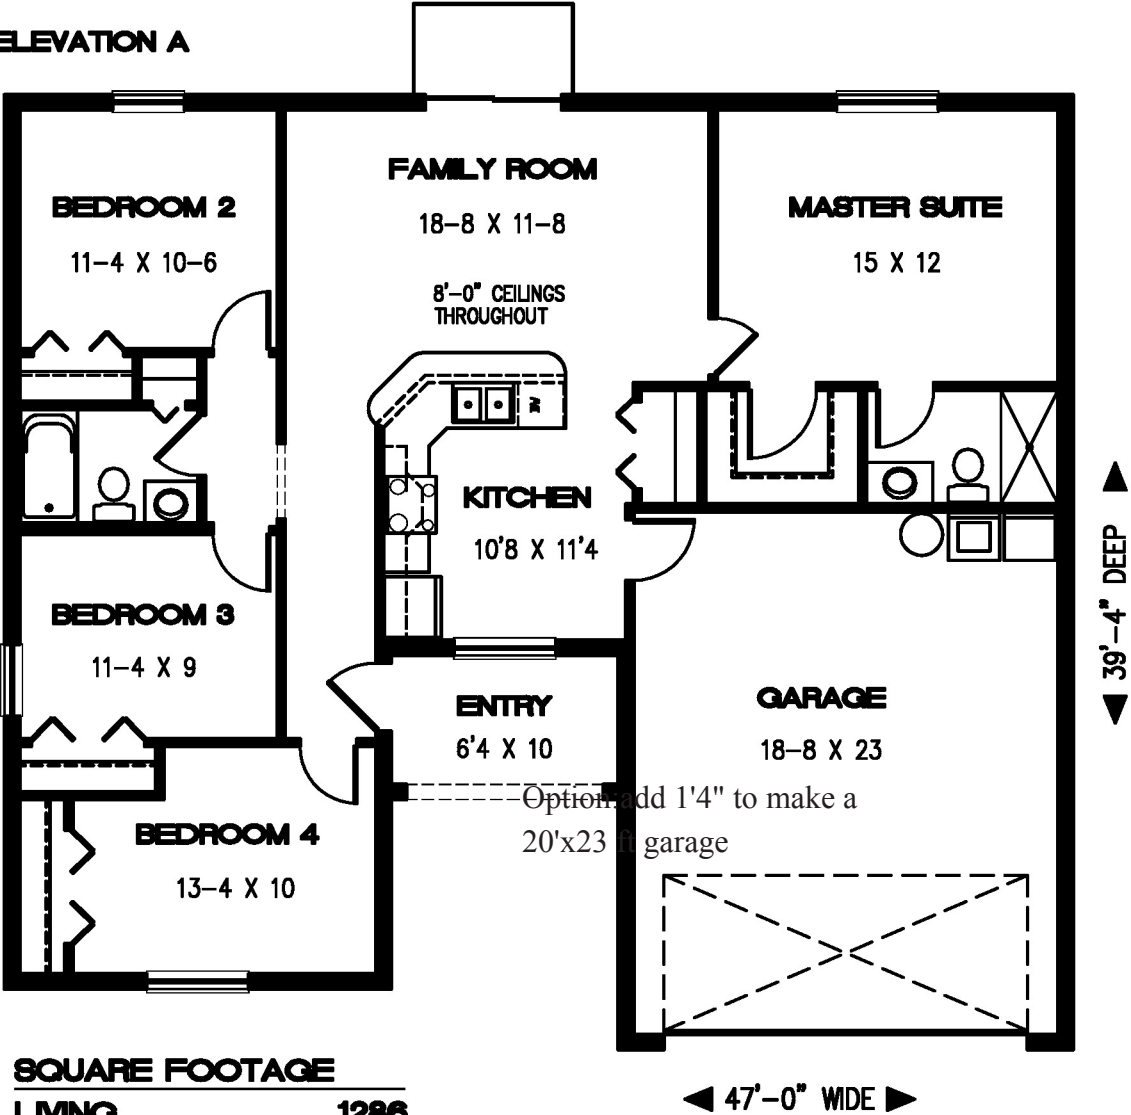 ELEVATION A
FAMILY ROOM
18-8 X 11-8
8'-0" CEILINGS
THROUGHOUT
BEDROOM 2
11-4 X 10-6
MASTER SUITE
15 X 12
KITCHEN
10'8 X 11'4
BEDROOM 3
11-4 X 9
ENTRY
6'4 X 10
GARAGE
18-8 X 23
Option:add 1'4" to make a
20'x23 ft garage
BEDROOM 4
13-4 X 10
39'-4" DEEP
47'-0" WIDE
SQUARE FOOTAGE
LIVING 1286